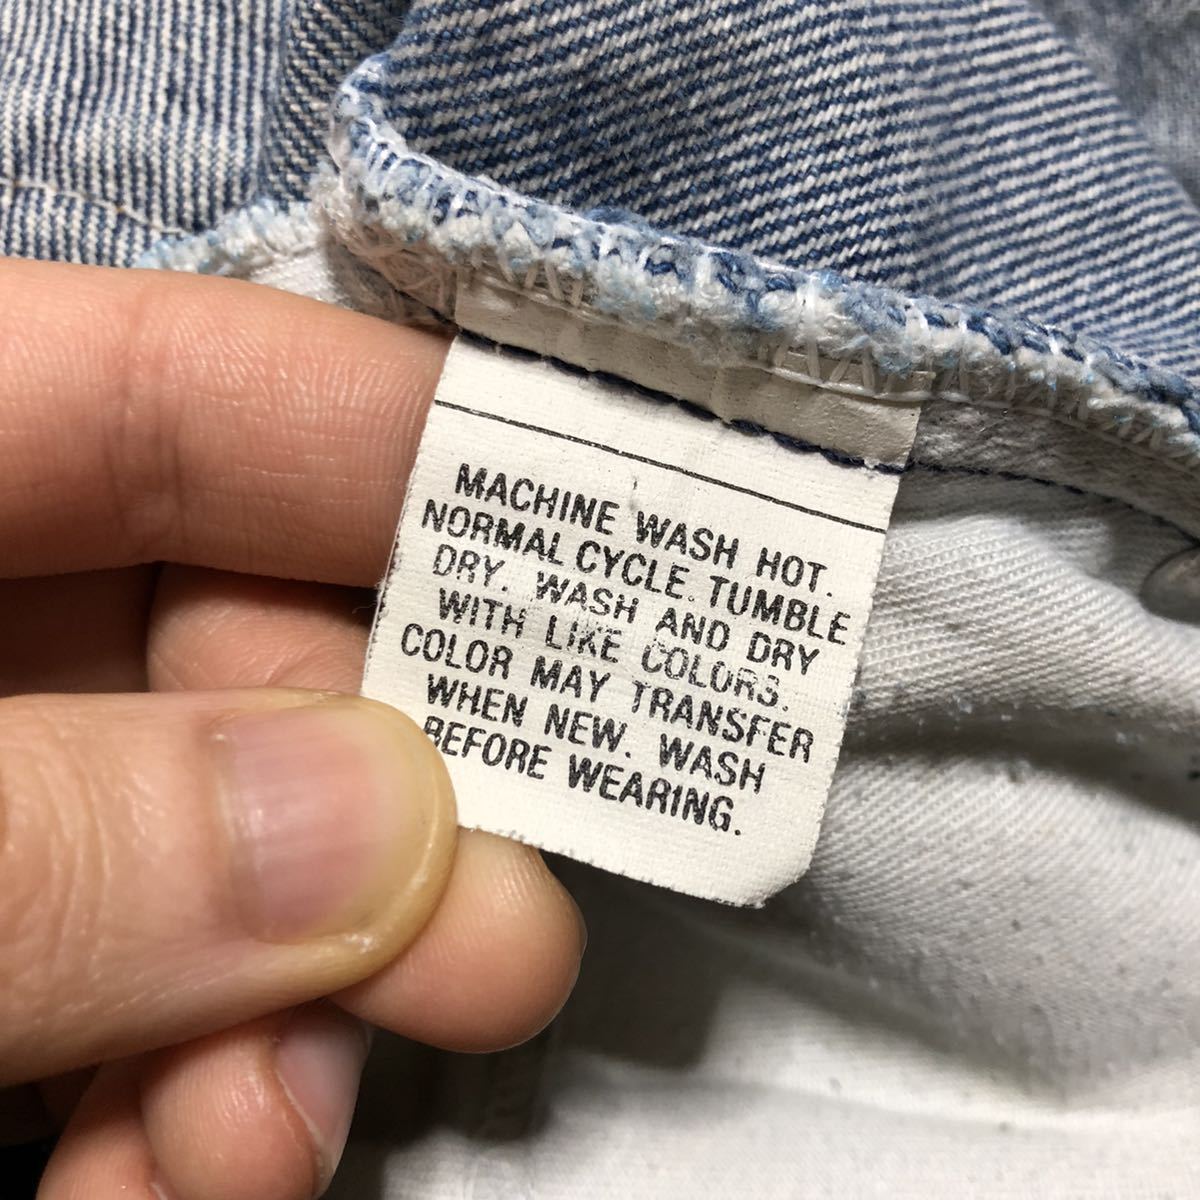 MACHINE WASH HOT.
NORMAL CYCLE. TUMBLE
DRY. WASH AND DRY
WITH LIKE COLORS.
COLOR MAY TRANSFER
WHEN NEW. WASH
BEFORE WEARING.